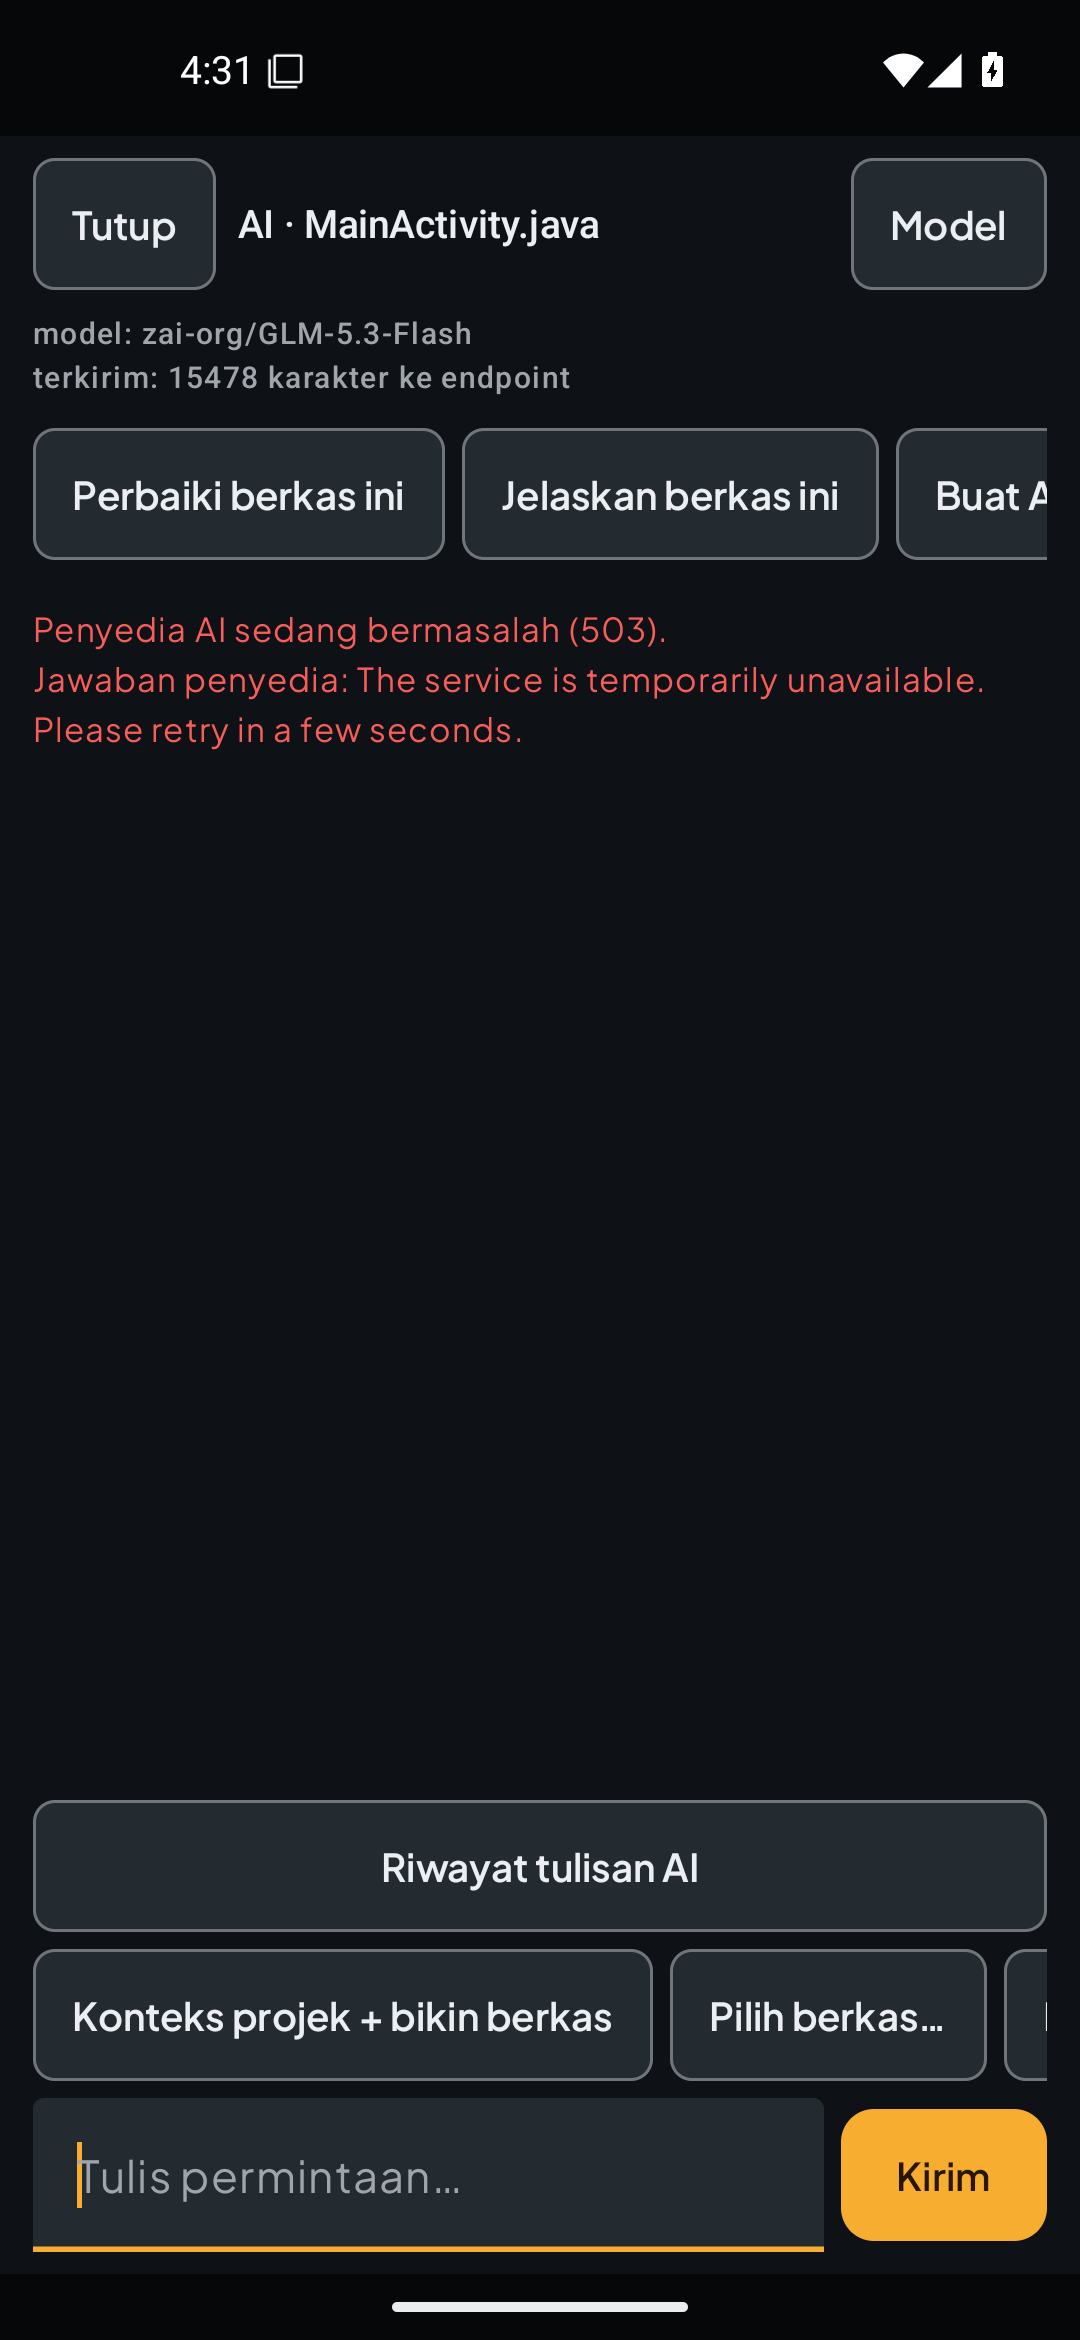 4:31
Tutup
AI · MainActivity.java
Model
model: zai-org/GLM-5.3-Flash
terkirim: 15478 karakter ke endpoint
Perbaiki berkas ini
Jelaskan berkas ini
Buat A
Penyedia AI sedang bermasalah (503).
Jawaban penyedia: The service is temporarily unavailable.
Please retry in a few seconds.
Riwayat tulisan AI
Konteks projek + bikin berkas
Pilih berkas...
Tulis permintaan...
Kirim